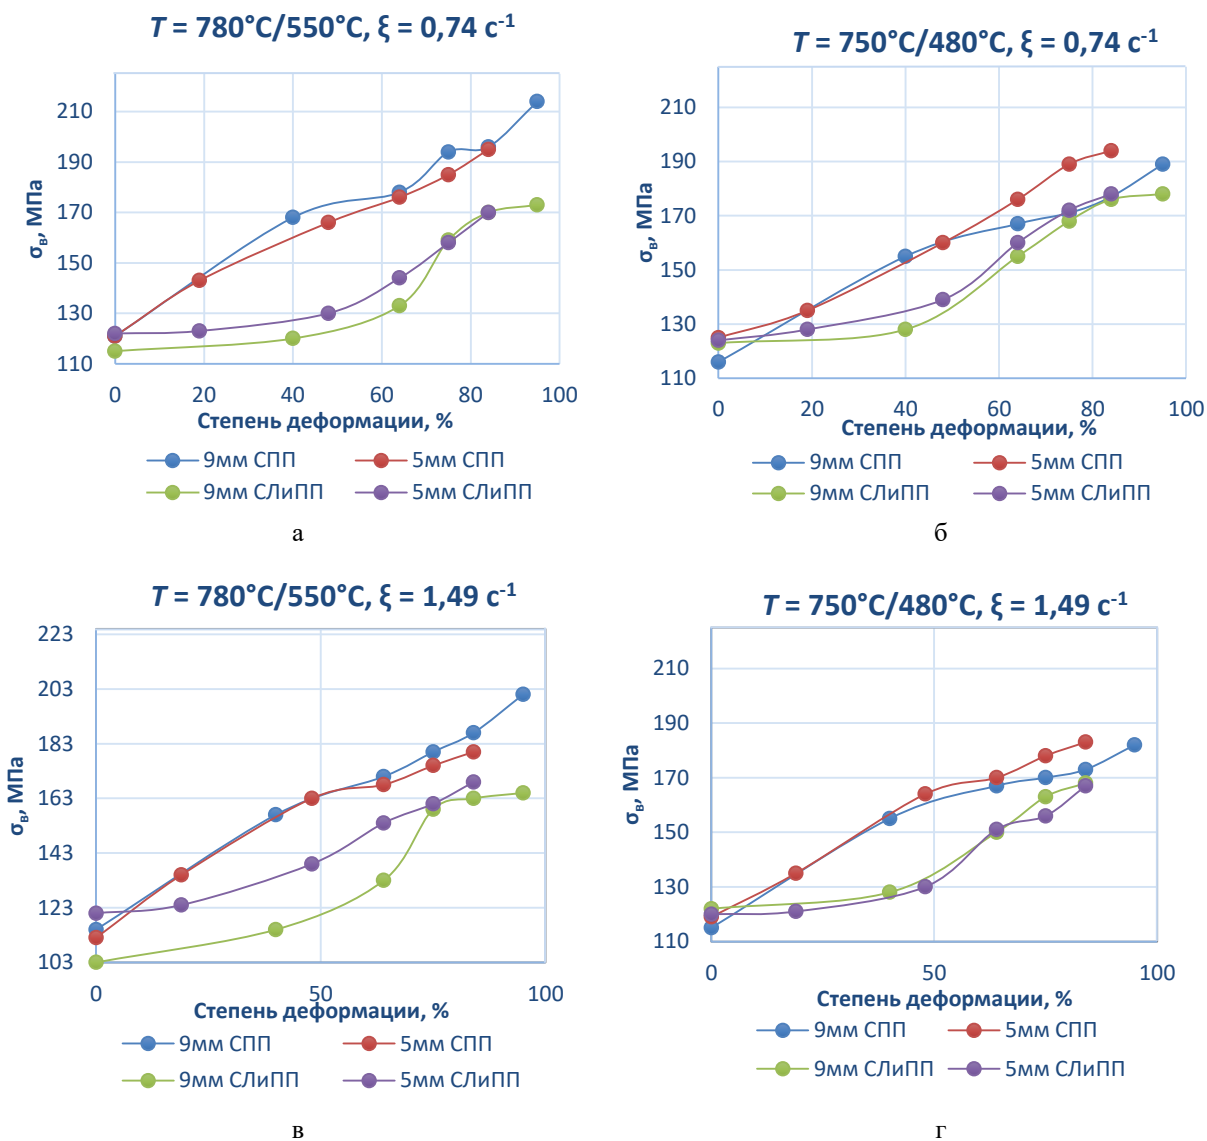 T = 780°C/550°C, ξ = 0,74 c⁻¹
210
190
170
150
130
110
σв, МПа
0 20 40 60 80 100
Степень деформации, %
9мм СПП 5мм СПП
9мм СЛиПП 5мм СЛиПП
а
T = 750°C/480°C, ξ = 0,74 c⁻¹
210
190
170
150
130
110
σв, МПа
0 20 40 60 80 100
Степень деформации, %
9мм СПП 5мм СПП
9мм СЛиПП 5мм СЛиПП
б
T = 780°C/550°C, ξ = 1,49 c⁻¹
223
203
183
163
143
123
103
σв, МПа
0 50 100
Степень деформации, %
9мм СПП 5мм СПП
9мм СЛиПП 5мм СЛиПП
в
T = 750°C/480°C, ξ = 1,49 c⁻¹
210
190
170
150
130
110
σв, МПа
0 50 100
Степень деформации, %
9мм СПП 5мм СПП
9мм СЛиПП 5мм СЛиПП
г